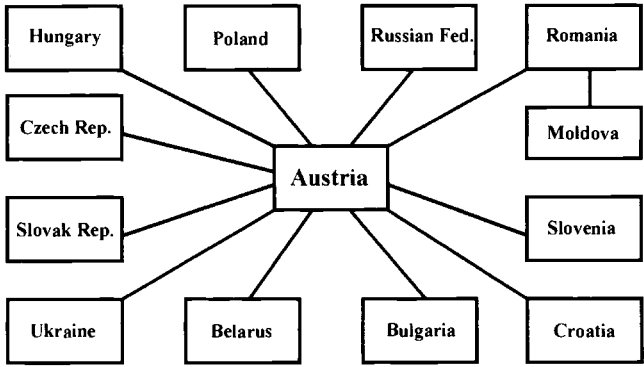 Hungary
Poland
Russian Fed.
Romania
Czech Rep.
Moldova
Austria
Slovak Rep.
Slovenia
Ukraine
Belarus
Bulgaria
Croatia